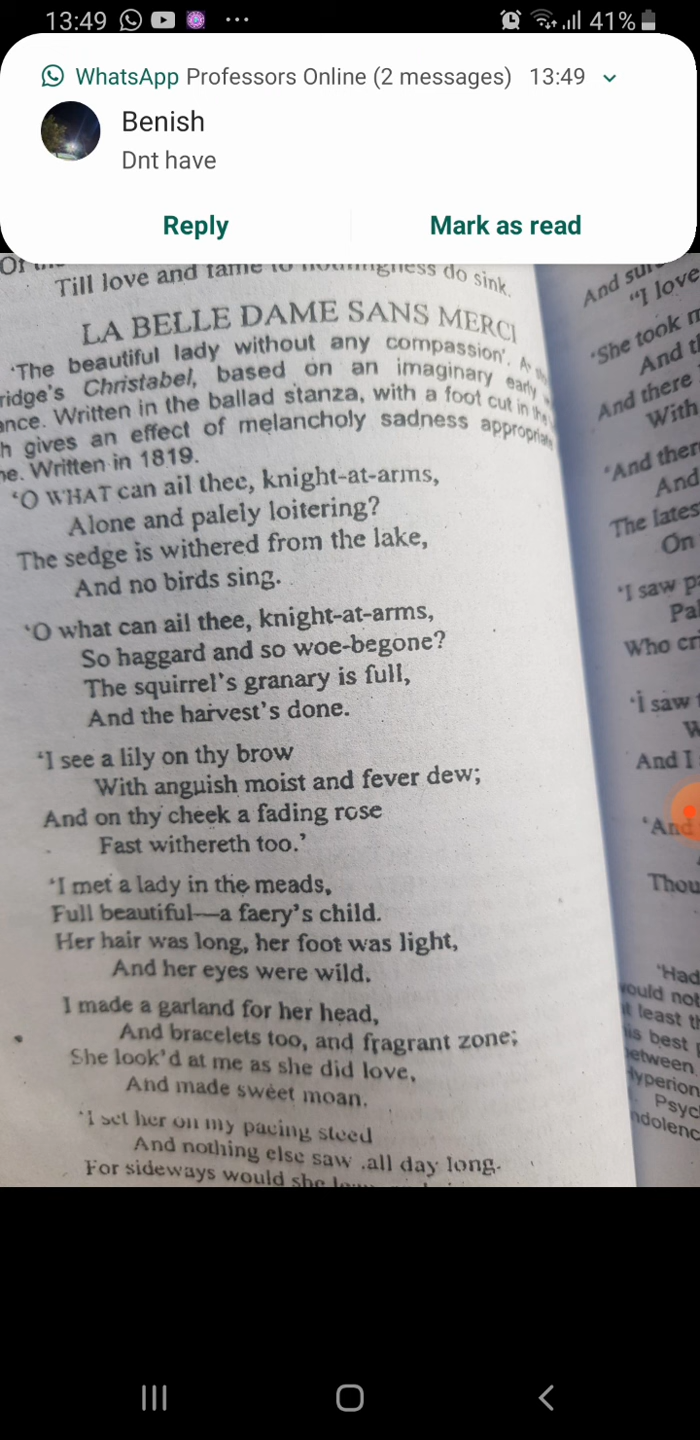 13:49 ... 41%
WhatsApp Professors Online (2 messages) 13:49
Benish
Dnt have
Reply Mark as read
Till love and fame to nothingness do sink.
LA BELLE DAME SANS MERCI
'The beautiful lady without any compassion'.
ridge's Christabel, based on an imaginary early
ance. Written in the ballad stanza, with a foot cut in the
h gives an effect of melancholy sadness appropriate
ne. Written in 1819.
'O WHAT can ail thee, knight-at-arms,
Alone and palely loitering?
The sedge is withered from the lake,
And no birds sing.
'O what can ail thee, knight-at-arms,
So haggard and so woe-begone?
The squirrel's granary is full,
And the harvest's done.
'I see a lily on thy brow
With anguish moist and fever dew;
And on thy cheek a fading rose
Fast withereth too.'
'I met a lady in the meads,
Full beautiful—a faery's child.
Her hair was long, her foot was light,
And her eyes were wild.
I made a garland for her head,
And bracelets too, and fragrant zone;
She look'd at me as she did love,
And made sweet moan.
'I set her on my pacing steed
And nothing else saw all day long.
For sideways would she
And
"I love
'She took
And
And there
With
'And
And
The lates
On
'I saw
Who
'I saw
And I
'And
Thou
'Had
ould not
least
his best
etween.
yperion
Psyc
ndolenc